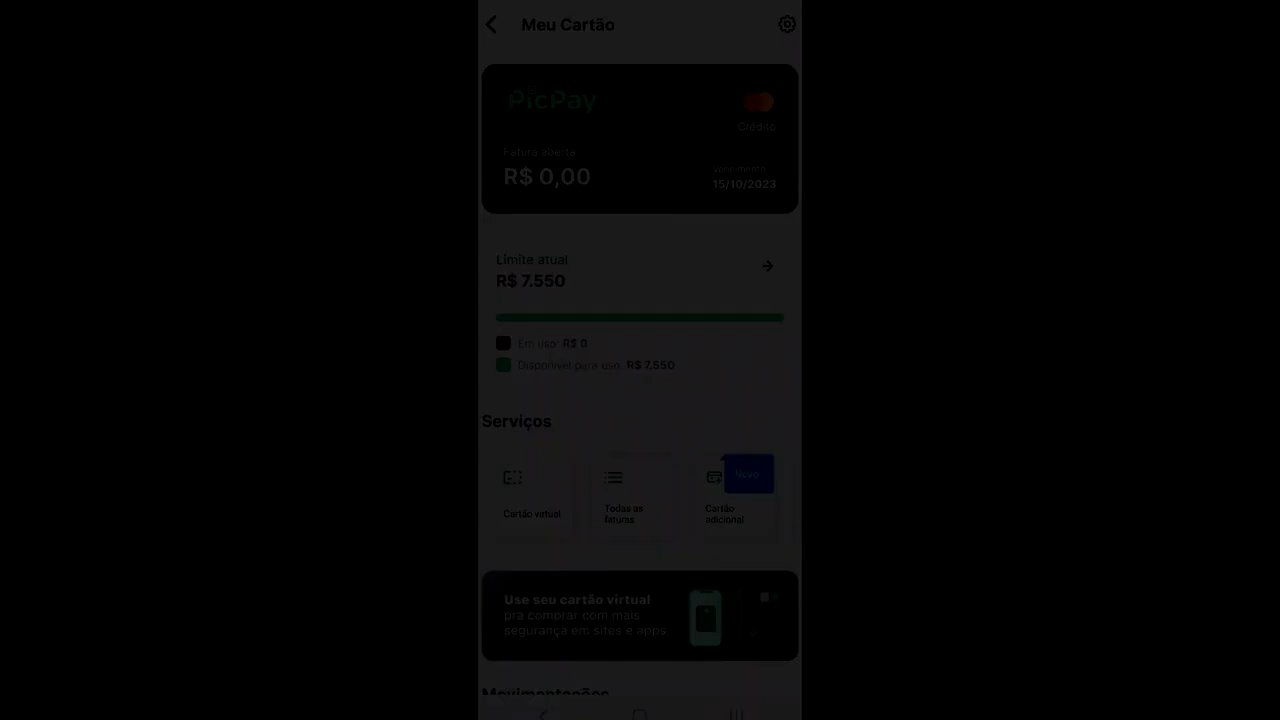 Meu Cartão
PicPay
Crédito
Fatura aberta
R$ 0,00
Vencimento
15/10/2023
Limite atual
R$ 7.550
Em uso: R$ 0
Disponível para uso: R$ 7.550
Serviços
Novo
Cartão virtual
Todas as
faturas
Cartão
adicional
Use seu cartão virtual
pra comprar com mais
segurança em sites e apps
Movimentações